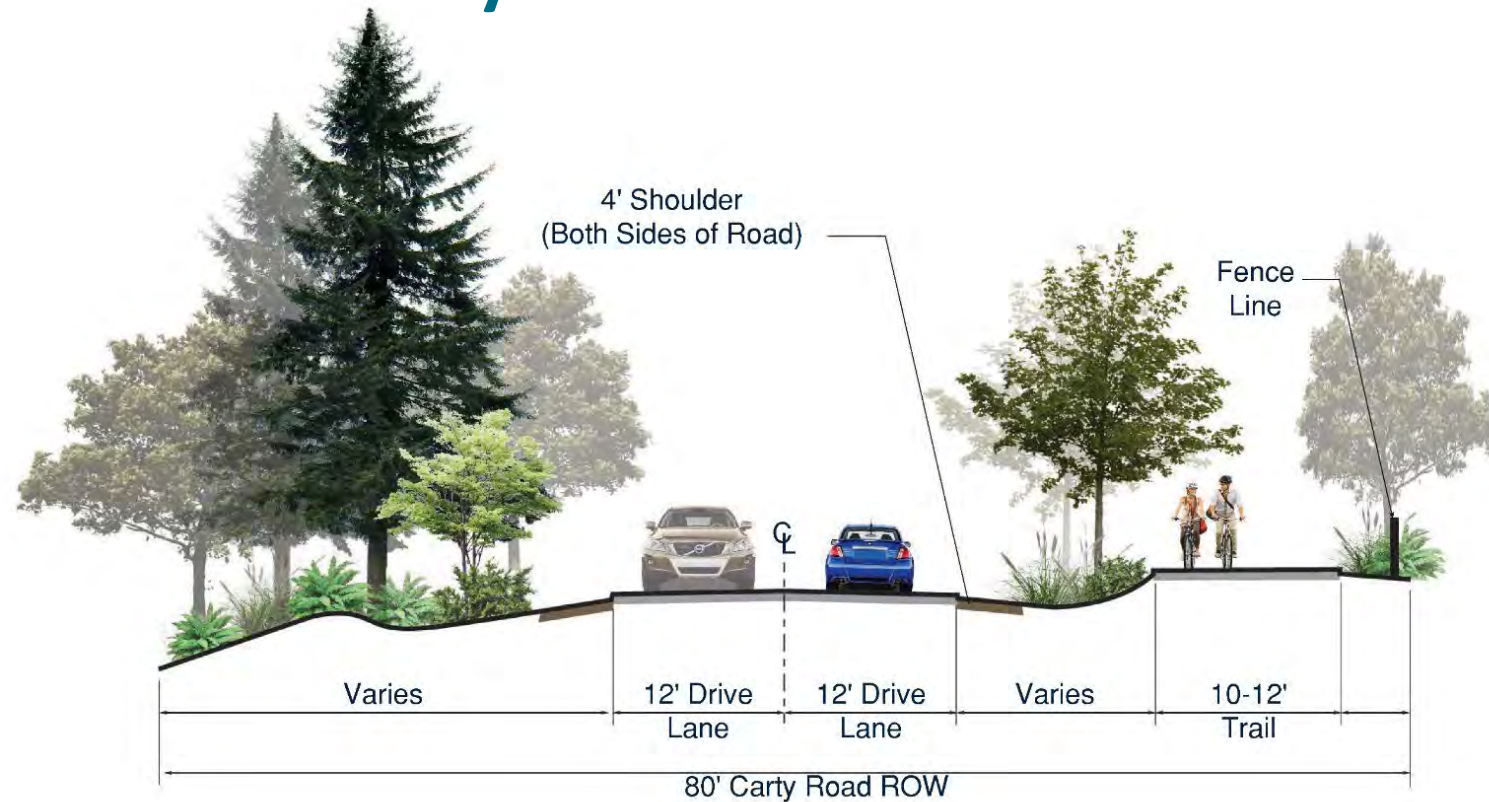 4' Shoulder
(Both Sides of Road)
Fence
Line
℄
Varies
12' Drive
Lane
12' Drive
Lane
Varies
10-12'
Trail
80' Carty Road ROW